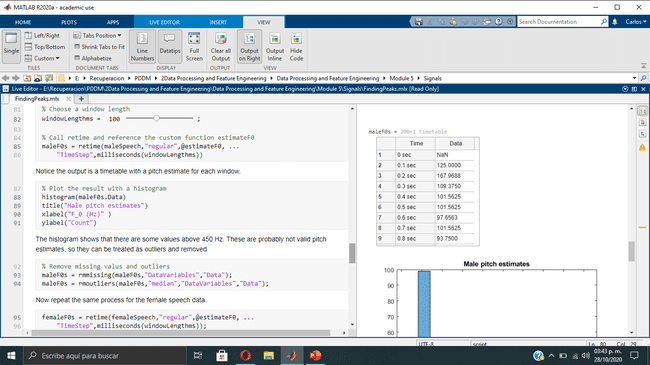 MATLAB R2020a - academic use
HOME PLOTS APPS LIVE EDITOR INSERT VIEW
Search Documentation
Carlos
Single
Left/Right
Top/Bottom
Custom
Tabs Position
Shrink Tabs to Fit
Alphabetize
Line Numbers
Datatips
Full Screen
Clear all Output
Output on Right
Output Inline
Hide Code
TILES DOCUMENT TABS DISPLAY OUTPUT VIEW
E: Recuperacion PDDM 2Data Processing and Feature Engineering Data Processing and Feature Engineering Module 5 Signals
Live Editor - E:\Recuperacion\PDDM\2Data Processing and Feature Engineering\Data Processing and Feature Engineering\Module 5\Signals\FindingPeaks.mlx [Read Only]
FindingPeaks.mlx
81 % Choose a window length
82 windowLengthms = 100 ;
83
84 % Call retime and reference the custom function estimateF0
85 maleF0s = retime(maleSpeech,"regular",@estimateF0, ...
86 "TimeStep",milliseconds(windowLengthms))
Notice the output is a timetable with a pitch estimate for each window.
87 % Plot the result with a histogram
88 histogram(maleF0s.Data)
89 title("Male pitch estimates")
90 xlabel("F_0 (Hz)" )
91 ylabel("Count")
The histogram shows that there are some values above 450 Hz. These are probably not valid pitch
estimates, so they can be treated as outliers and removed
92 % Remove missing valus and outliers
93 maleF0s = rmmissing(maleF0s,"DataVariables","Data");
94 maleF0s = rmoutliers(maleF0s,"median","DataVariables","Data");
Now repeat the same process for the female speech data.
95 femaleF0s = retime(femaleSpeech,"regular",@estimateF0, ...
96 "TimeStep",milliseconds(windowLengthms));
maleF0s = 200×1 timetable
Time Data
1 0 sec NaN
2 0.1 sec 125.0000
3 0.2 sec 167.9688
4 0.3 sec 109.3750
5 0.4 sec 101.5625
6 0.5 sec 101.5625
7 0.6 sec 97.6563
8 0.7 sec 101.5625
9 0.8 sec 93.7500
Male pitch estimates
100
90
80
70
60
UTF-8 script Ln 80 Col 29
Escribe aquí para buscar
03:43 p. m.
28/10/2020